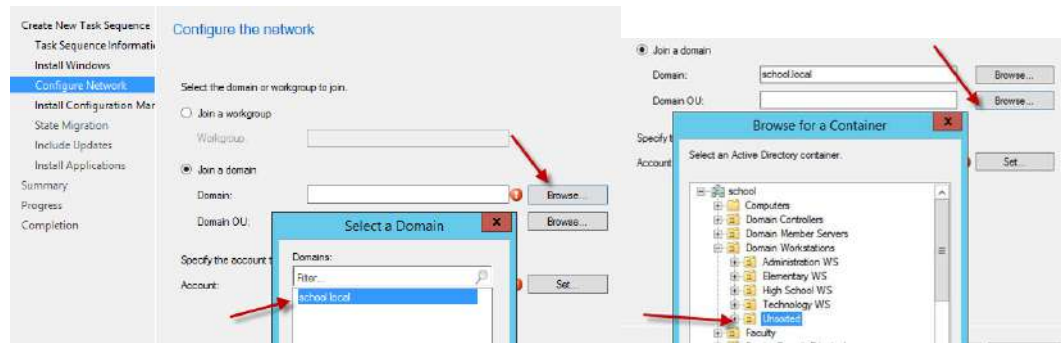 Create New Task Sequence
Task Sequence Informati
Install Windows
Configure Network
Install Configuration Mar
State Migration
Include Updates
Install Applications
Summary
Progress
Completion
Configure the network
Select the domain or workgroup to join.
Join a workgroup
Workgroup:
Join a domain
Domain:
Browse...
Domain OU:
Browse...
Specify the account t
Account:
Set...
Select a Domain
x
Domains:
Filter...
school.local
Join a domain
Domain:
school.local
Browse...
Domain OU:
Browse...
Specify t
Account
Set...
Browse for a Container
x
Select an Active Directory container.
school
Computers
Domain Controllers
Domain Member Servers
Domain Workstations
Administration WS
Elementary WS
High School WS
Technology WS
Unsorted
Faculty